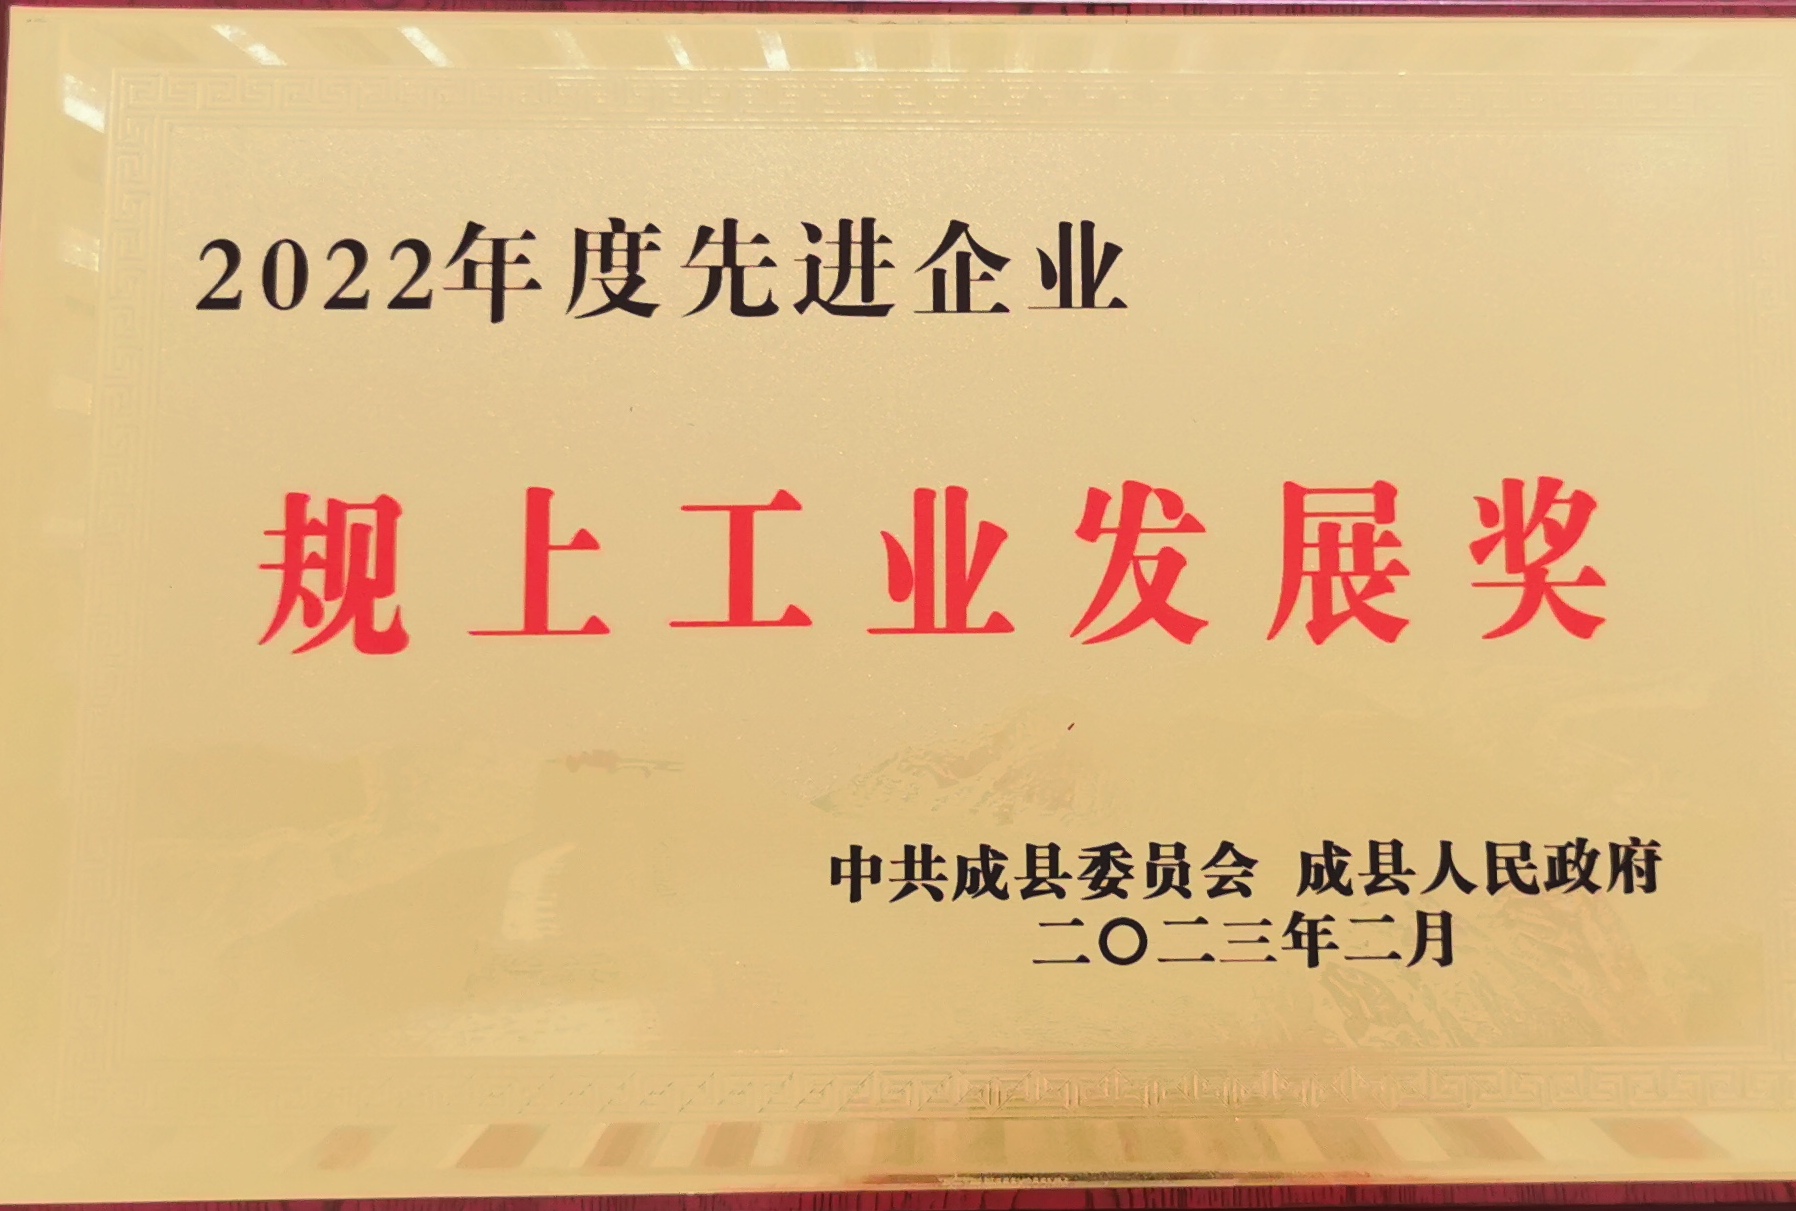 2022年度先进企业
规上工业发展奖
中共成县委员会 成县人民政府
二〇二三年二月